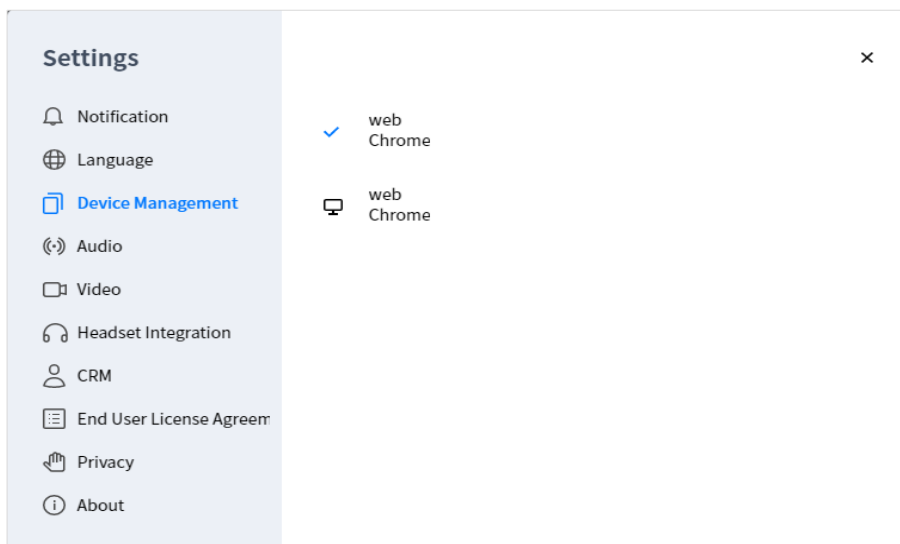 Settings
Notification
Language
Device Management
Audio
Video
Headset Integration
CRM
End User License Agreem
Privacy
About
web
Chrome
web
Chrome